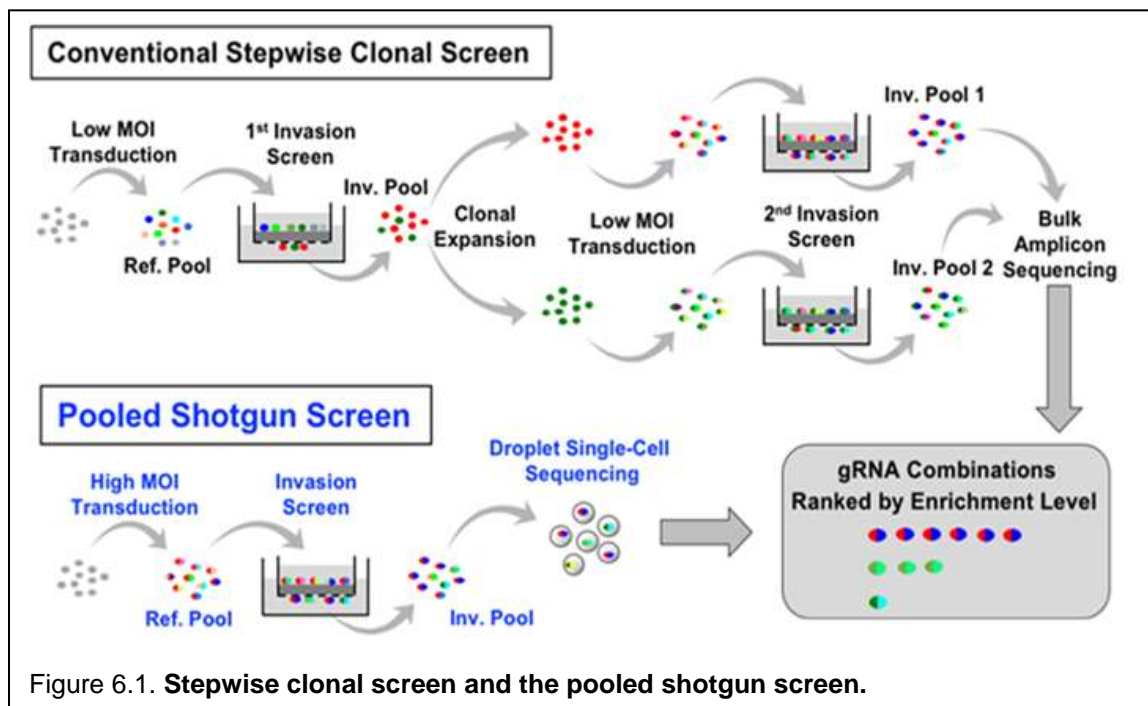 Conventional Stepwise Clonal Screen
Low MOI
Transduction
Ref. Pool
1st Invasion
Screen
Inv. Pool
Clonal
Expansion
Low MOI
Transduction
2nd Invasion
Screen
Inv. Pool 1
Inv. Pool 2
Bulk
Amplicon
Sequencing
Pooled Shotgun Screen
High MOI
Transduction
Ref. Pool
Invasion
Screen
Inv. Pool
Droplet Single-Cell
Sequencing
gRNA Combinations
Ranked by Enrichment Level
Figure 6.1. Stepwise clonal screen and the pooled shotgun screen.